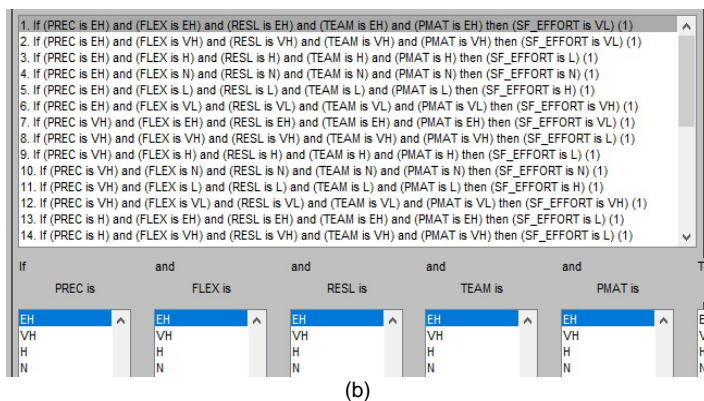 1. If (PREC is EH) and (FLEX is EH) and (RESL is EH) and (TEAM is EH) and (PMAT is EH) then (SF_EFFORT is VL) (1)
2. If (PREC is EH) and (FLEX is VH) and (RESL is VH) and (TEAM is VH) and (PMAT is VH) then (SF_EFFORT is VL) (1)
3. If (PREC is EH) and (FLEX is H) and (RESL is H) and (TEAM is H) and (PMAT is H) then (SF_EFFORT is L) (1)
4. If (PREC is EH) and (FLEX is N) and (RESL is N) and (TEAM is N) and (PMAT is N) then (SF_EFFORT is N) (1)
5. If (PREC is EH) and (FLEX is L) and (RESL is L) and (TEAM is L) and (PMAT is L) then (SF_EFFORT is H) (1)
6. If (PREC is EH) and (FLEX is VL) and (RESL is VL) and (TEAM is VL) and (PMAT is VL) then (SF_EFFORT is VH) (1)
7. If (PREC is VH) and (FLEX is EH) and (RESL is EH) and (TEAM is EH) and (PMAT is EH) then (SF_EFFORT is VL) (1)
8. If (PREC is VH) and (FLEX is VH) and (RESL is VH) and (TEAM is VH) and (PMAT is VH) then (SF_EFFORT is L) (1)
9. If (PREC is VH) and (FLEX is H) and (RESL is H) and (TEAM is H) and (PMAT is H) then (SF_EFFORT is L) (1)
10. If (PREC is VH) and (FLEX is N) and (RESL is N) and (TEAM is N) and (PMAT is N) then (SF_EFFORT is N) (1)
11. If (PREC is VH) and (FLEX is L) and (RESL is L) and (TEAM is L) and (PMAT is L) then (SF_EFFORT is H) (1)
12. If (PREC is VH) and (FLEX is VL) and (RESL is VL) and (TEAM is VL) and (PMAT is VL) then (SF_EFFORT is VH) (1)
13. If (PREC is H) and (FLEX is EH) and (RESL is EH) and (TEAM is EH) and (PMAT is EH) then (SF_EFFORT is L) (1)
14. If (PREC is H) and (FLEX is VH) and (RESL is VH) and (TEAM is VH) and (PMAT is VH) then (SF_EFFORT is L) (1)
If and and and and
PREC is FLEX is RESL is TEAM is PMAT is
EH EH EH EH EH
VH VH VH VH VH
H H H H H
N N N N N
(b)